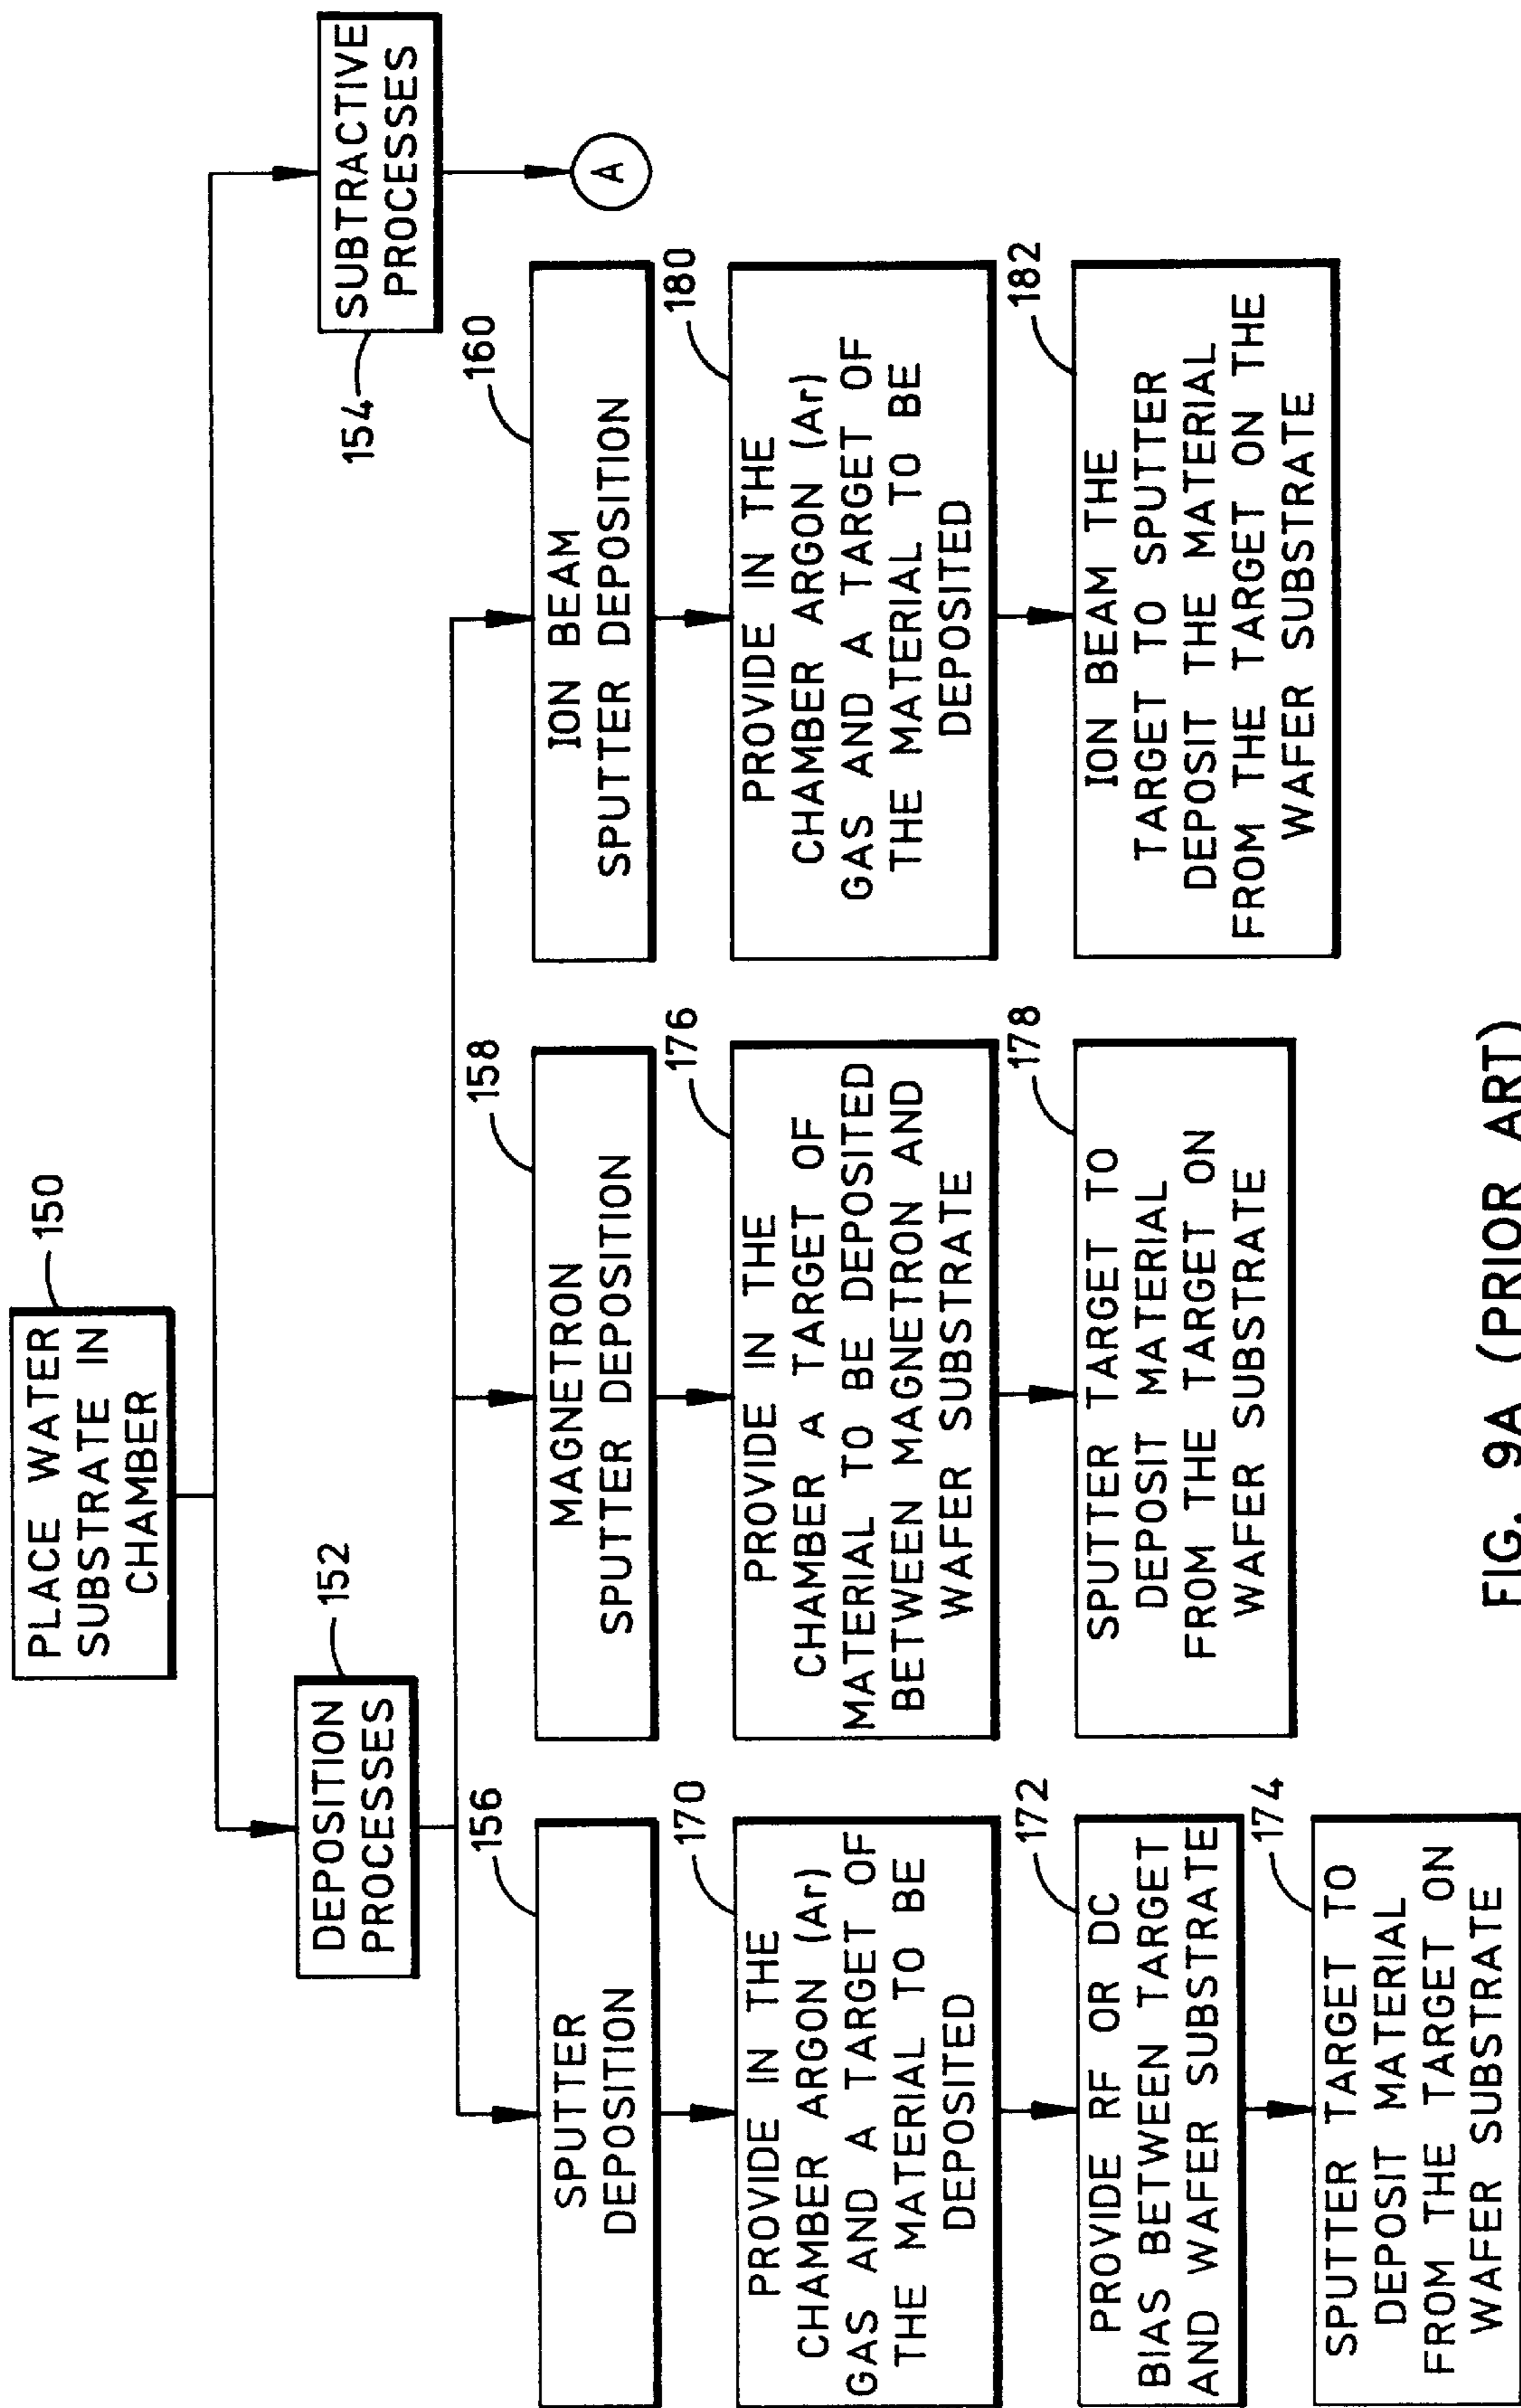 PLACE WATER
SUBSTRATE IN
CHAMBER
150
DEPOSITION
PROCESSES
152
SUBTRACTIVE
PROCESSES
154
A
156
SPUTTER
DEPOSITION
170
PROVIDE IN THE
CHAMBER ARGON (Ar)
GAS AND A TARGET OF
THE MATERIAL TO BE
DEPOSITED
172
PROVIDE RF OR DC
BIAS BETWEEN TARGET
AND WAFER SUBSTRATE
174
SPUTTER TARGET TO
DEPOSIT MATERIAL
FROM THE TARGET ON
WAFER SUBSTRATE
158
MAGNETRON
SPUTTER DEPOSITION
176
PROVIDE IN THE
CHAMBER A TARGET OF
MATERIAL TO BE DEPOSITED
BETWEEN MAGNETRON AND
WAFER SUBSTRATE
178
SPUTTER TARGET TO
DEPOSIT MATERIAL
FROM THE TARGET ON
WAFER SUBSTRATE
160
ION BEAM
SPUTTER DEPOSITION
180
PROVIDE IN THE
CHAMBER ARGON (Ar)
GAS AND A TARGET OF
THE MATERIAL TO BE
DEPOSITED
182
ION BEAM THE
TARGET TO SPUTTER
DEPOSIT THE MATERIAL
FROM THE TARGET ON THE
WAFER SUBSTRATE
FIG. 9A (PRIOR ART)